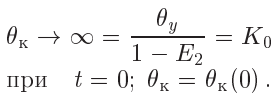 θ_к → ∞ = θ_y / (1 − E_2) = K_0
при t = 0; θ_к = θ_к(0) .